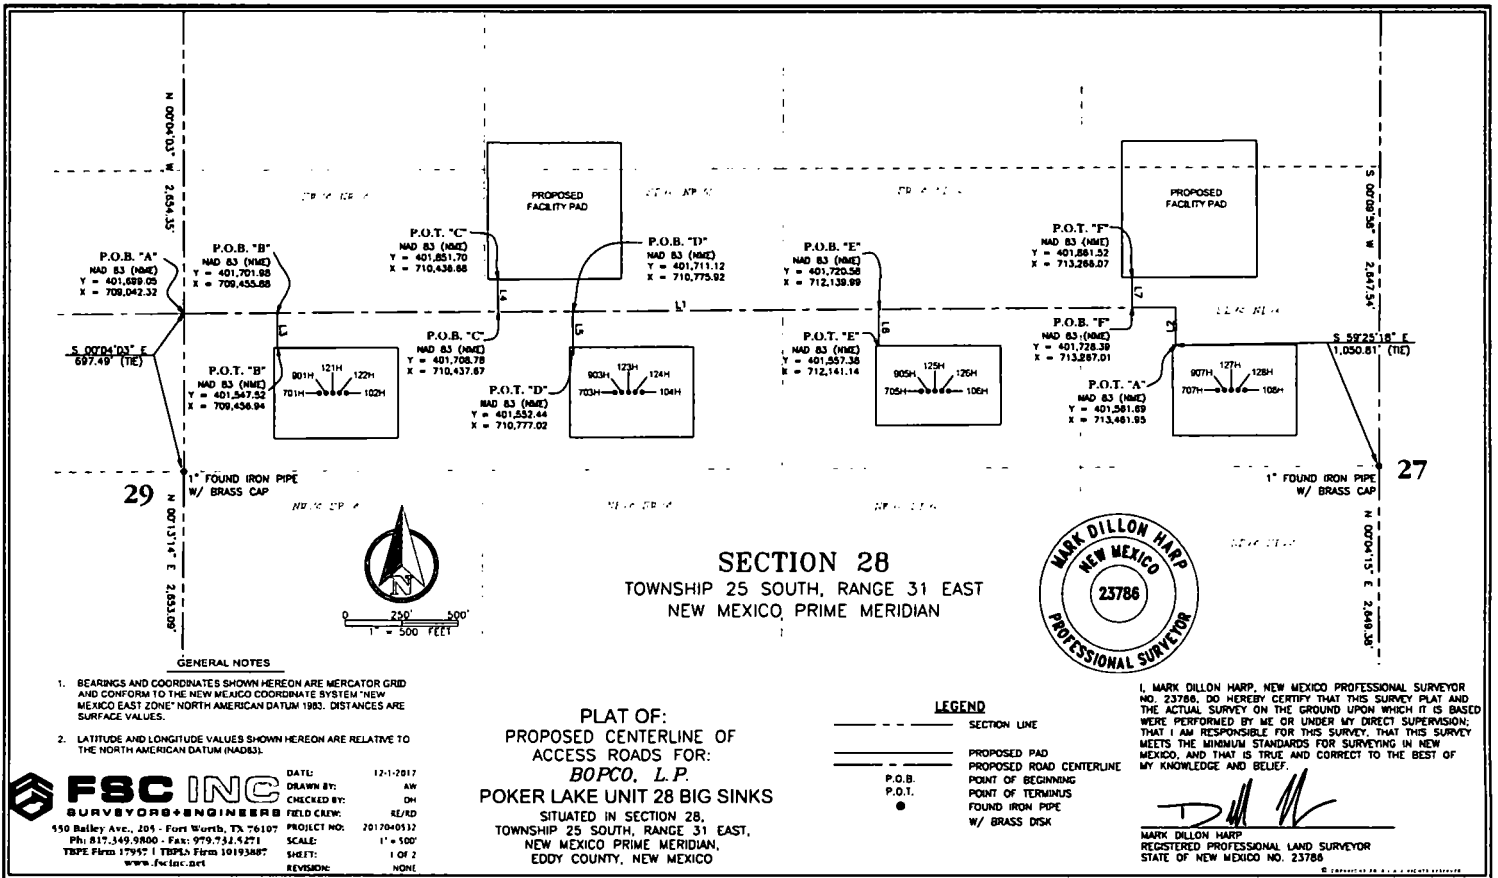 N 00°04'03" W 2,654.35'
S 00°09'58" W 2,647.54'
PROPOSED
FACILITY PAD
PROPOSED
FACILITY PAD
P.O.B. "A"
NAD 83 (NME)
Y = 401,699.05
X = 709,042.32
P.O.B. "B"
NAD 83 (NME)
Y = 401,701.98
X = 709,455.68
P.O.T. "C"
NAD 83 (NME)
Y = 401,851.70
X = 710,438.68
P.O.B. "D"
NAD 83 (NME)
Y = 401,711.12
X = 710,775.92
P.O.B. "E"
NAD 83 (NME)
Y = 401,720.58
X = 712,139.99
P.O.T. "F"
NAD 83 (NME)
Y = 401,881.52
X = 713,266.07
L4
L1
L7
L3
L5
L6
S 00°04'03" E
697.49' (TIE)
P.O.T. "B"
NAD 83 (NME)
Y = 401,547.52
X = 709,456.94
P.O.B. "C"
NAD 83 (NME)
Y = 401,708.78
X = 710,437.67
P.O.T. "D"
NAD 83 (NME)
Y = 401,552.44
X = 710,777.02
P.O.T. "E"
NAD 83 (NME)
Y = 401,557.38
X = 712,141.14
P.O.B. "F"
NAD 83 (NME)
Y = 401,728.39
X = 713,267.01
P.O.T. "A"
NAD 83 (NME)
Y = 401,561.69
X = 713,461.95
S 59°25'18" E
1,050.81' (TIE)
901H 121H 122H
701H 102H
903H 123H 124H
703H 104H
905H 125H 126H
705H 106H
907H 127H 128H
707H 108H
29
1" FOUND IRON PIPE
W/ BRASS CAP
1" FOUND IRON PIPE
W/ BRASS CAP
27
N 00°13'14" E 2,653.09'
N 00°04'15" E 2,649.38'
N
0 250' 500'
1" = 500 FEET
SECTION 28
TOWNSHIP 25 SOUTH, RANGE 31 EAST
NEW MEXICO PRIME MERIDIAN
MARK DILLON HARP
NEW MEXICO
23786
PROFESSIONAL SURVEYOR
GENERAL NOTES
1. BEARINGS AND COORDINATES SHOWN HEREON ARE MERCATOR GRID
AND CONFORM TO THE NEW MEXICO COORDINATE SYSTEM "NEW
MEXICO EAST ZONE" NORTH AMERICAN DATUM 1983. DISTANCES ARE
SURFACE VALUES.
2. LATITUDE AND LONGITUDE VALUES SHOWN HEREON ARE RELATIVE TO
THE NORTH AMERICAN DATUM (NAD83).
FSC INC
SURVEYORS+ENGINEERS
550 Bailey Ave., 205 - Fort Worth, TX 76107
Ph: 817.349.9800 - Fax: 979.732.5271
TBPE Firm 17957 | TBPLS Firm 10193887
www.fscinc.net
DATE: 12-1-2017
DRAWN BY: AW
CHECKED BY: DH
FIELD CREW: RE/RD
PROJECT NO: 2017040532
SCALE: 1" = 500'
SHEET: 1 OF 2
REVISION: NONE
PLAT OF:
PROPOSED CENTERLINE OF
ACCESS ROADS FOR:
BOPCO, L.P.
POKER LAKE UNIT 28 BIG SINKS
SITUATED IN SECTION 28,
TOWNSHIP 25 SOUTH, RANGE 31 EAST,
NEW MEXICO PRIME MERIDIAN,
EDDY COUNTY, NEW MEXICO
LEGEND
SECTION LINE
PROPOSED PAD
PROPOSED ROAD CENTERLINE
P.O.B. POINT OF BEGINNING
P.O.T. POINT OF TERMINUS
FOUND IRON PIPE
W/ BRASS DISK
I, MARK DILLON HARP, NEW MEXICO PROFESSIONAL SURVEYOR
NO. 23786, DO HEREBY CERTIFY THAT THIS SURVEY PLAT AND
THE ACTUAL SURVEY ON THE GROUND UPON WHICH IT IS BASED
WERE PERFORMED BY ME OR UNDER MY DIRECT SUPERVISION;
THAT I AM RESPONSIBLE FOR THIS SURVEY, THAT THIS SURVEY
MEETS THE MINIMUM STANDARDS FOR SURVEYING IN NEW
MEXICO, AND THAT IS TRUE AND CORRECT TO THE BEST OF
MY KNOWLEDGE AND BELIEF.
MARK DILLON HARP
REGISTERED PROFESSIONAL LAND SURVEYOR
STATE OF NEW MEXICO NO. 23786